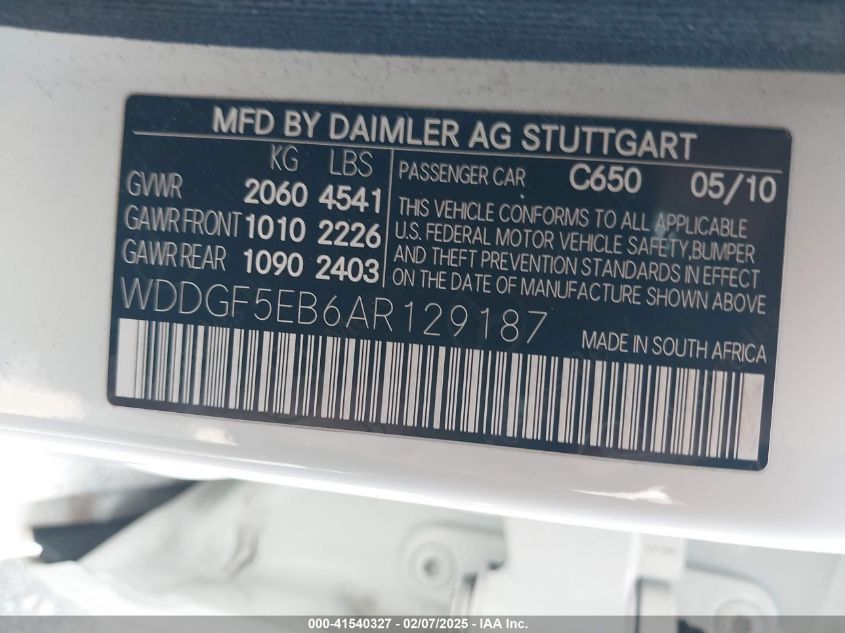 MFD BY DAIMLER AG STUTTGART
KG LBS
GVWR 2060 4541
GAWR FRONT 1010 2226
GAWR REAR 1090 2403
PASSENGER CAR C650 05/10
THIS VEHICLE CONFORMS TO ALL APPLICABLE
U.S. FEDERAL MOTOR VEHICLE SAFETY,BUMPER
AND THEFT PREVENTION STANDARDS IN EFFECT
ON THE DATE OF MANUFACTURE SHOWN ABOVE
WDDGF5EB6AR129187
MADE IN SOUTH AFRICA
000-41540327 - 02/07/2025 - IAA Inc.